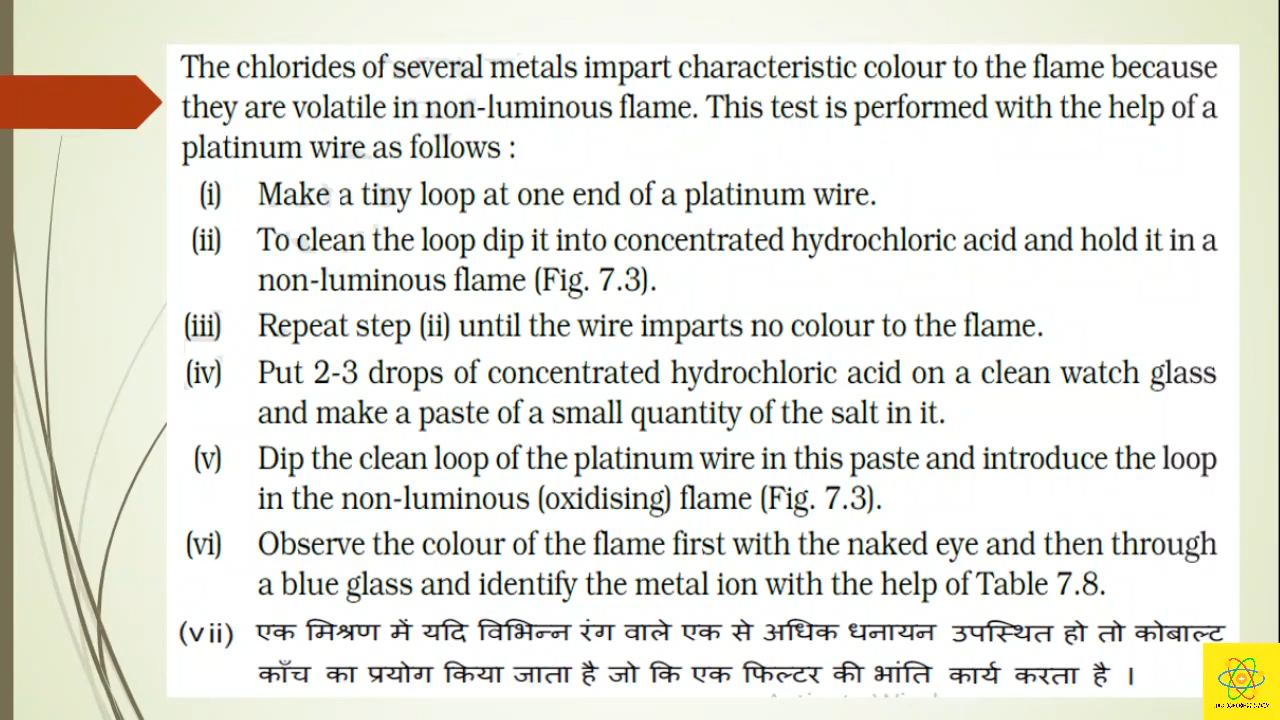 The chlorides of several metals impart characteristic colour to the flame because
they are volatile in non-luminous flame. This test is performed with the help of a
platinum wire as follows :
(i) Make a tiny loop at one end of a platinum wire.
(ii) To clean the loop dip it into concentrated hydrochloric acid and hold it in a
non-luminous flame (Fig. 7.3).
(iii) Repeat step (ii) until the wire imparts no colour to the flame.
(iv) Put 2-3 drops of concentrated hydrochloric acid on a clean watch glass
and make a paste of a small quantity of the salt in it.
(v) Dip the clean loop of the platinum wire in this paste and introduce the loop
in the non-luminous (oxidising) flame (Fig. 7.3).
(vi) Observe the colour of the flame first with the naked eye and then through
a blue glass and identify the metal ion with the help of Table 7.8.
(vii) एक मिश्रण में यदि विभिन्न रंग वाले एक से अधिक धनायन उपस्थित हो तो कोबाल्ट
काँच का प्रयोग किया जाता है जो कि एक फिल्टर की भांति कार्य करता है ।